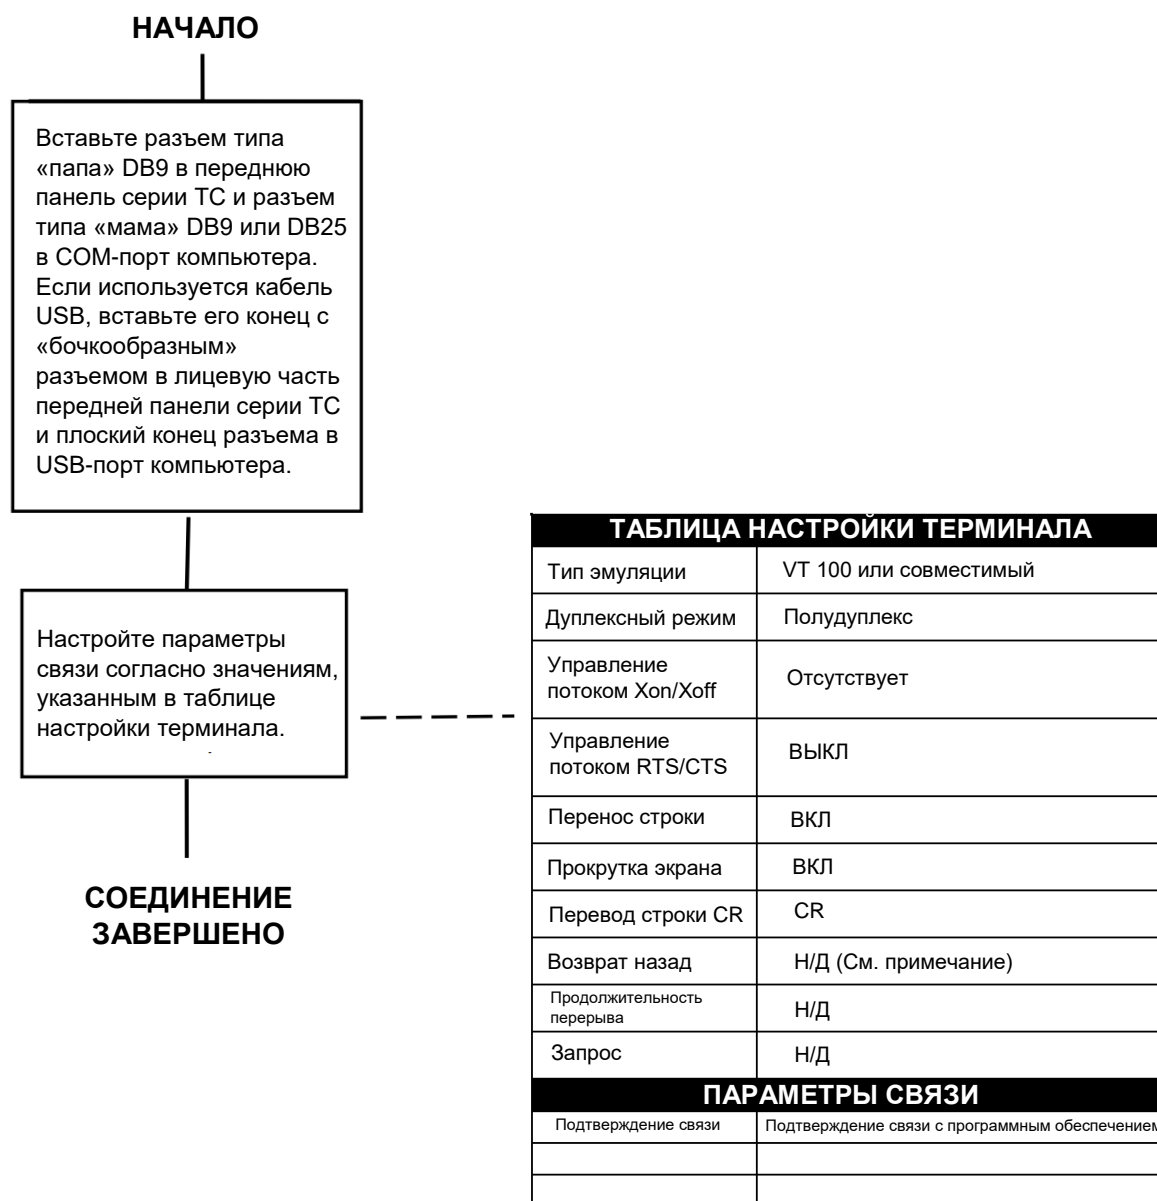 НАЧАЛО
Вставьте разъем типа
«папа» DB9 в переднюю
панель серии TC и разъем
типа «мама» DB9 или DB25
в COM-порт компьютера.
Если используется кабель
USB, вставьте его конец с
«бочкообразным»
разъемом в лицевую часть
передней панели серии TC
и плоский конец разъема в
USB-порт компьютера.
Настройте параметры
связи согласно значениям,
указанным в таблице
настройки терминала.
СОЕДИНЕНИЕ
ЗАВЕРШЕНО
ТАБЛИЦА НАСТРОЙКИ ТЕРМИНАЛА
Тип эмуляции VT 100 или совместимый
Дуплексный режим Полудуплекс
Управление
потоком Xon/Xoff Отсутствует
Управление
потоком RTS/CTS ВЫКЛ
Перенос строки ВКЛ
Прокрутка экрана ВКЛ
Перевод строки CR CR
Возврат назад Н/Д (См. примечание)
Продолжительность
перерыва Н/Д
Запрос Н/Д
ПАРАМЕТРЫ СВЯЗИ
Подтверждение связи Подтверждение связи с программным обеспечением